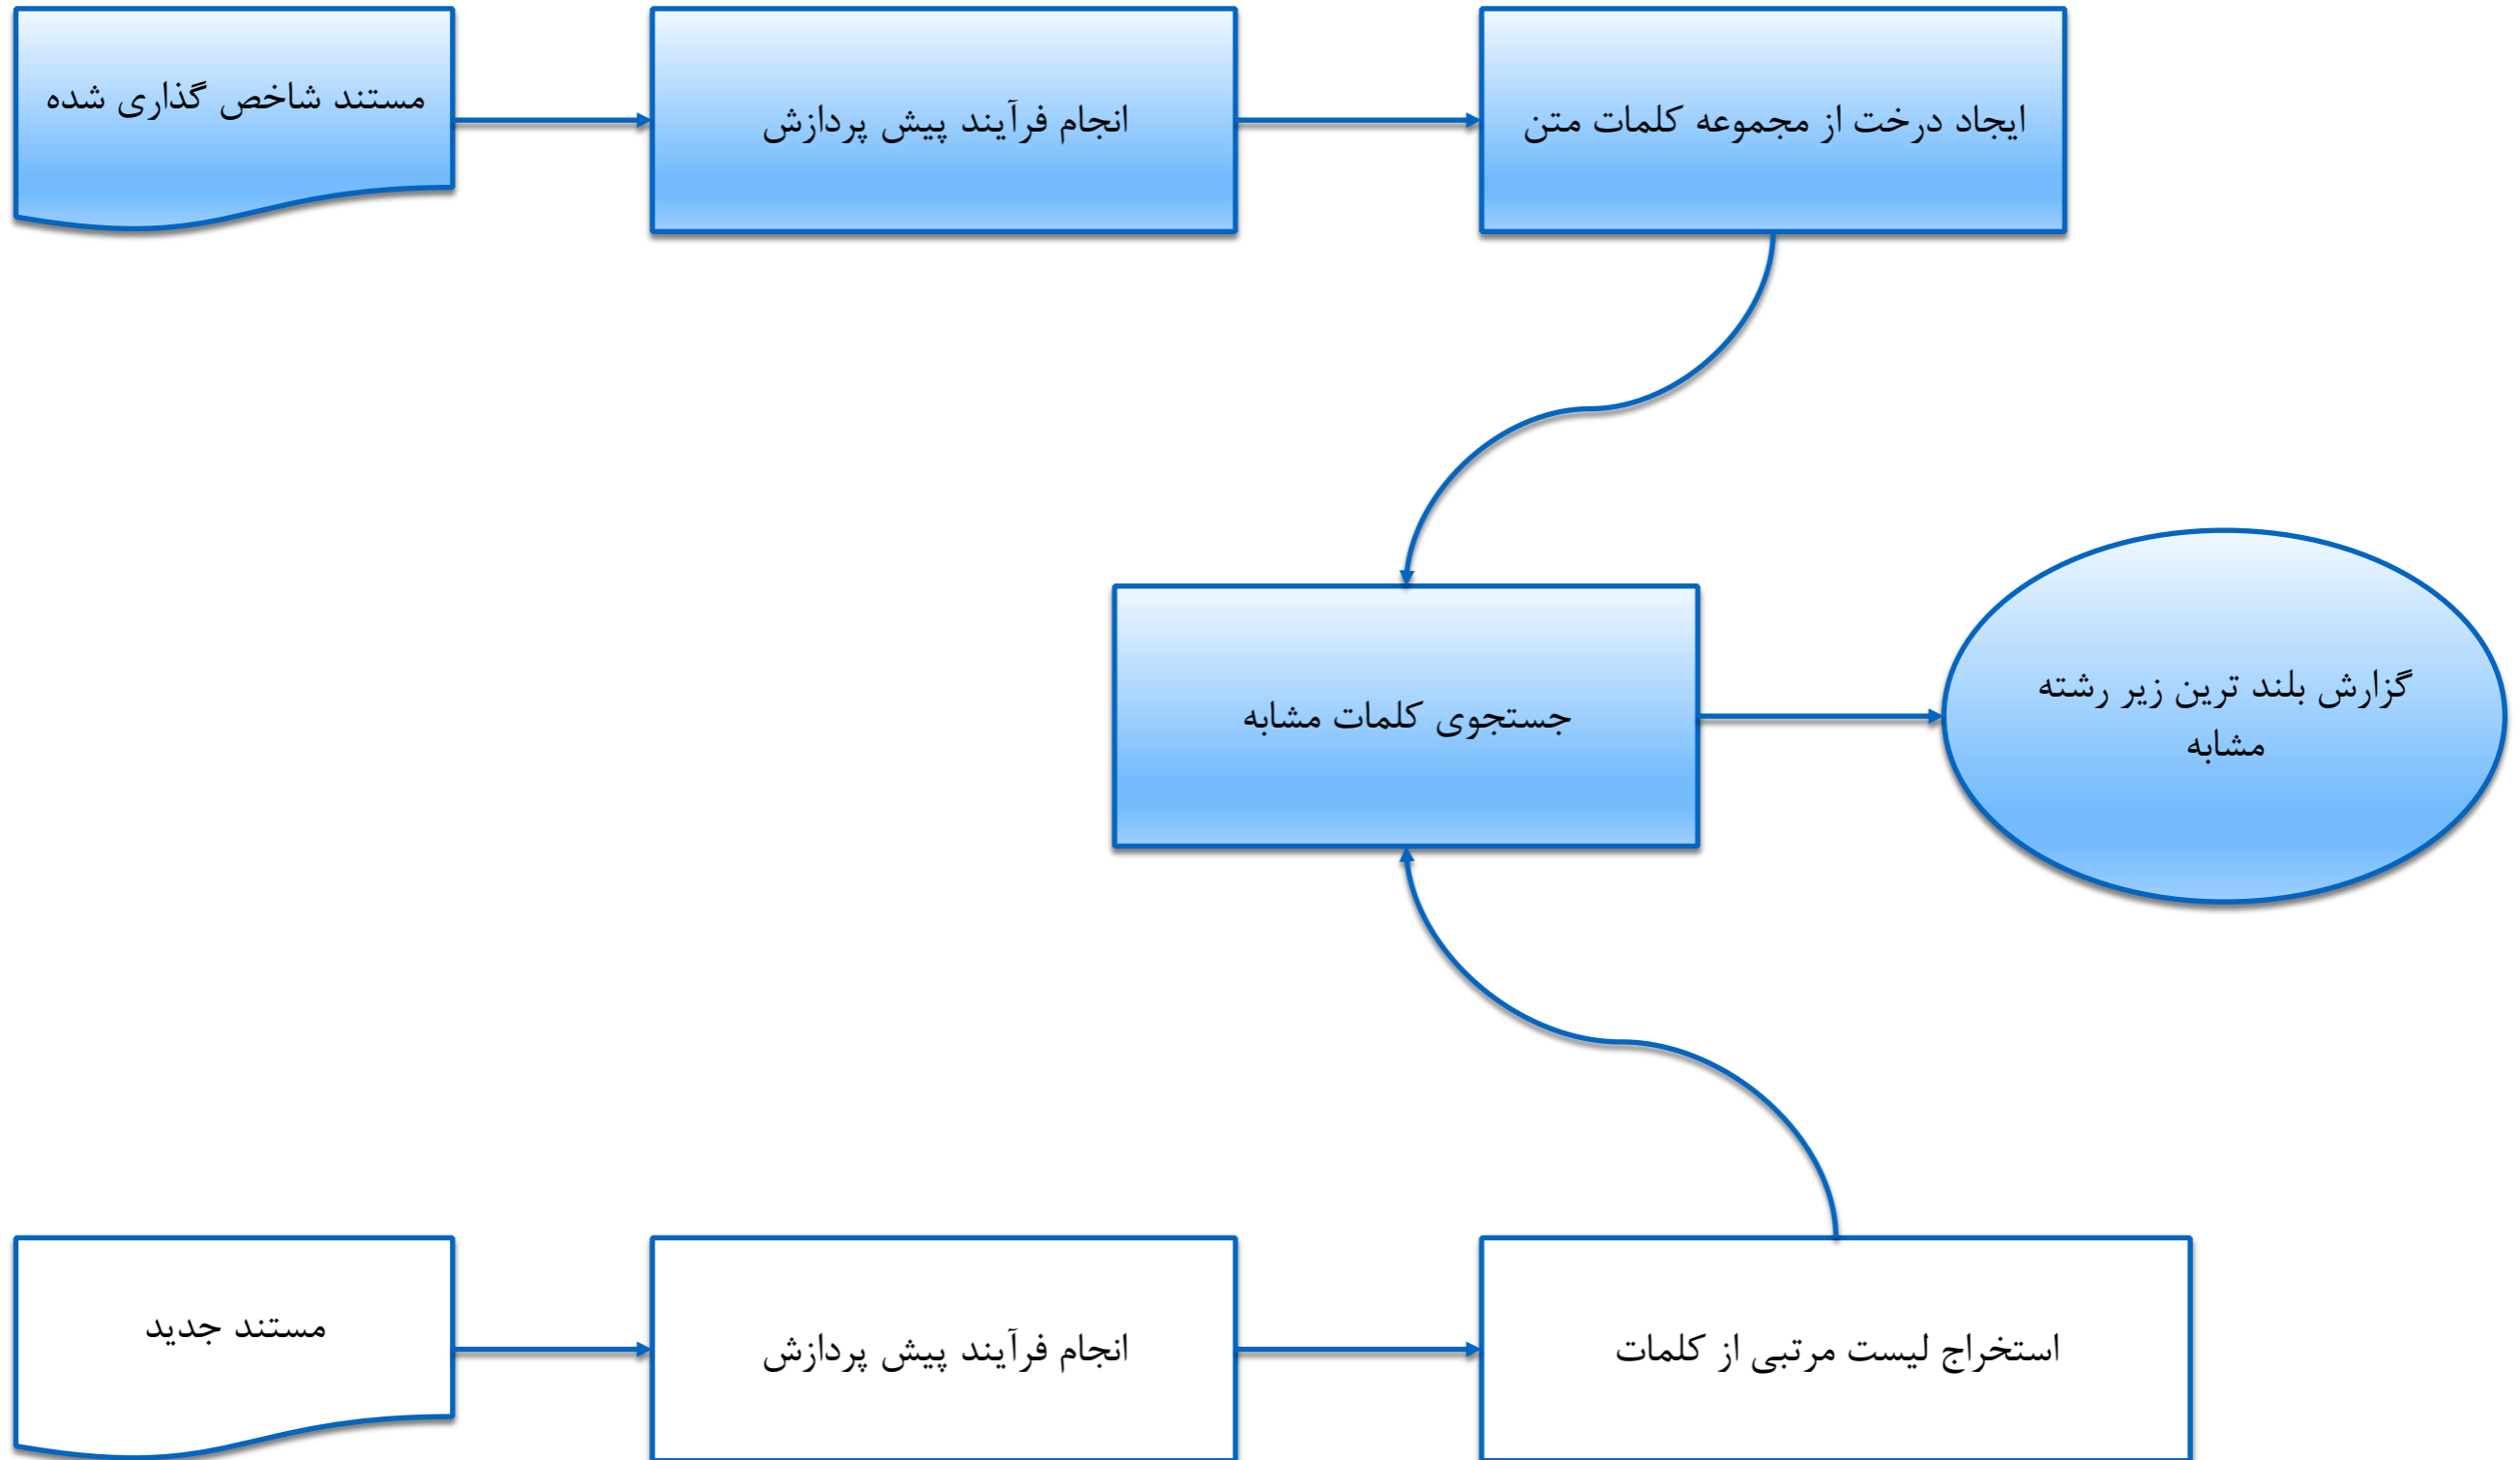 مستند شاخص گذاری شده
انجام فرآیند پیش پردازش
ایجاد درخت از مجموعه کلمات متن
جستجوی کلمات مشابه
گزارش بلند ترین زیر رشته
مشابه
مستند جدید
انجام فرآیند پیش پردازش
استخراج لیست مرتبی از کلمات